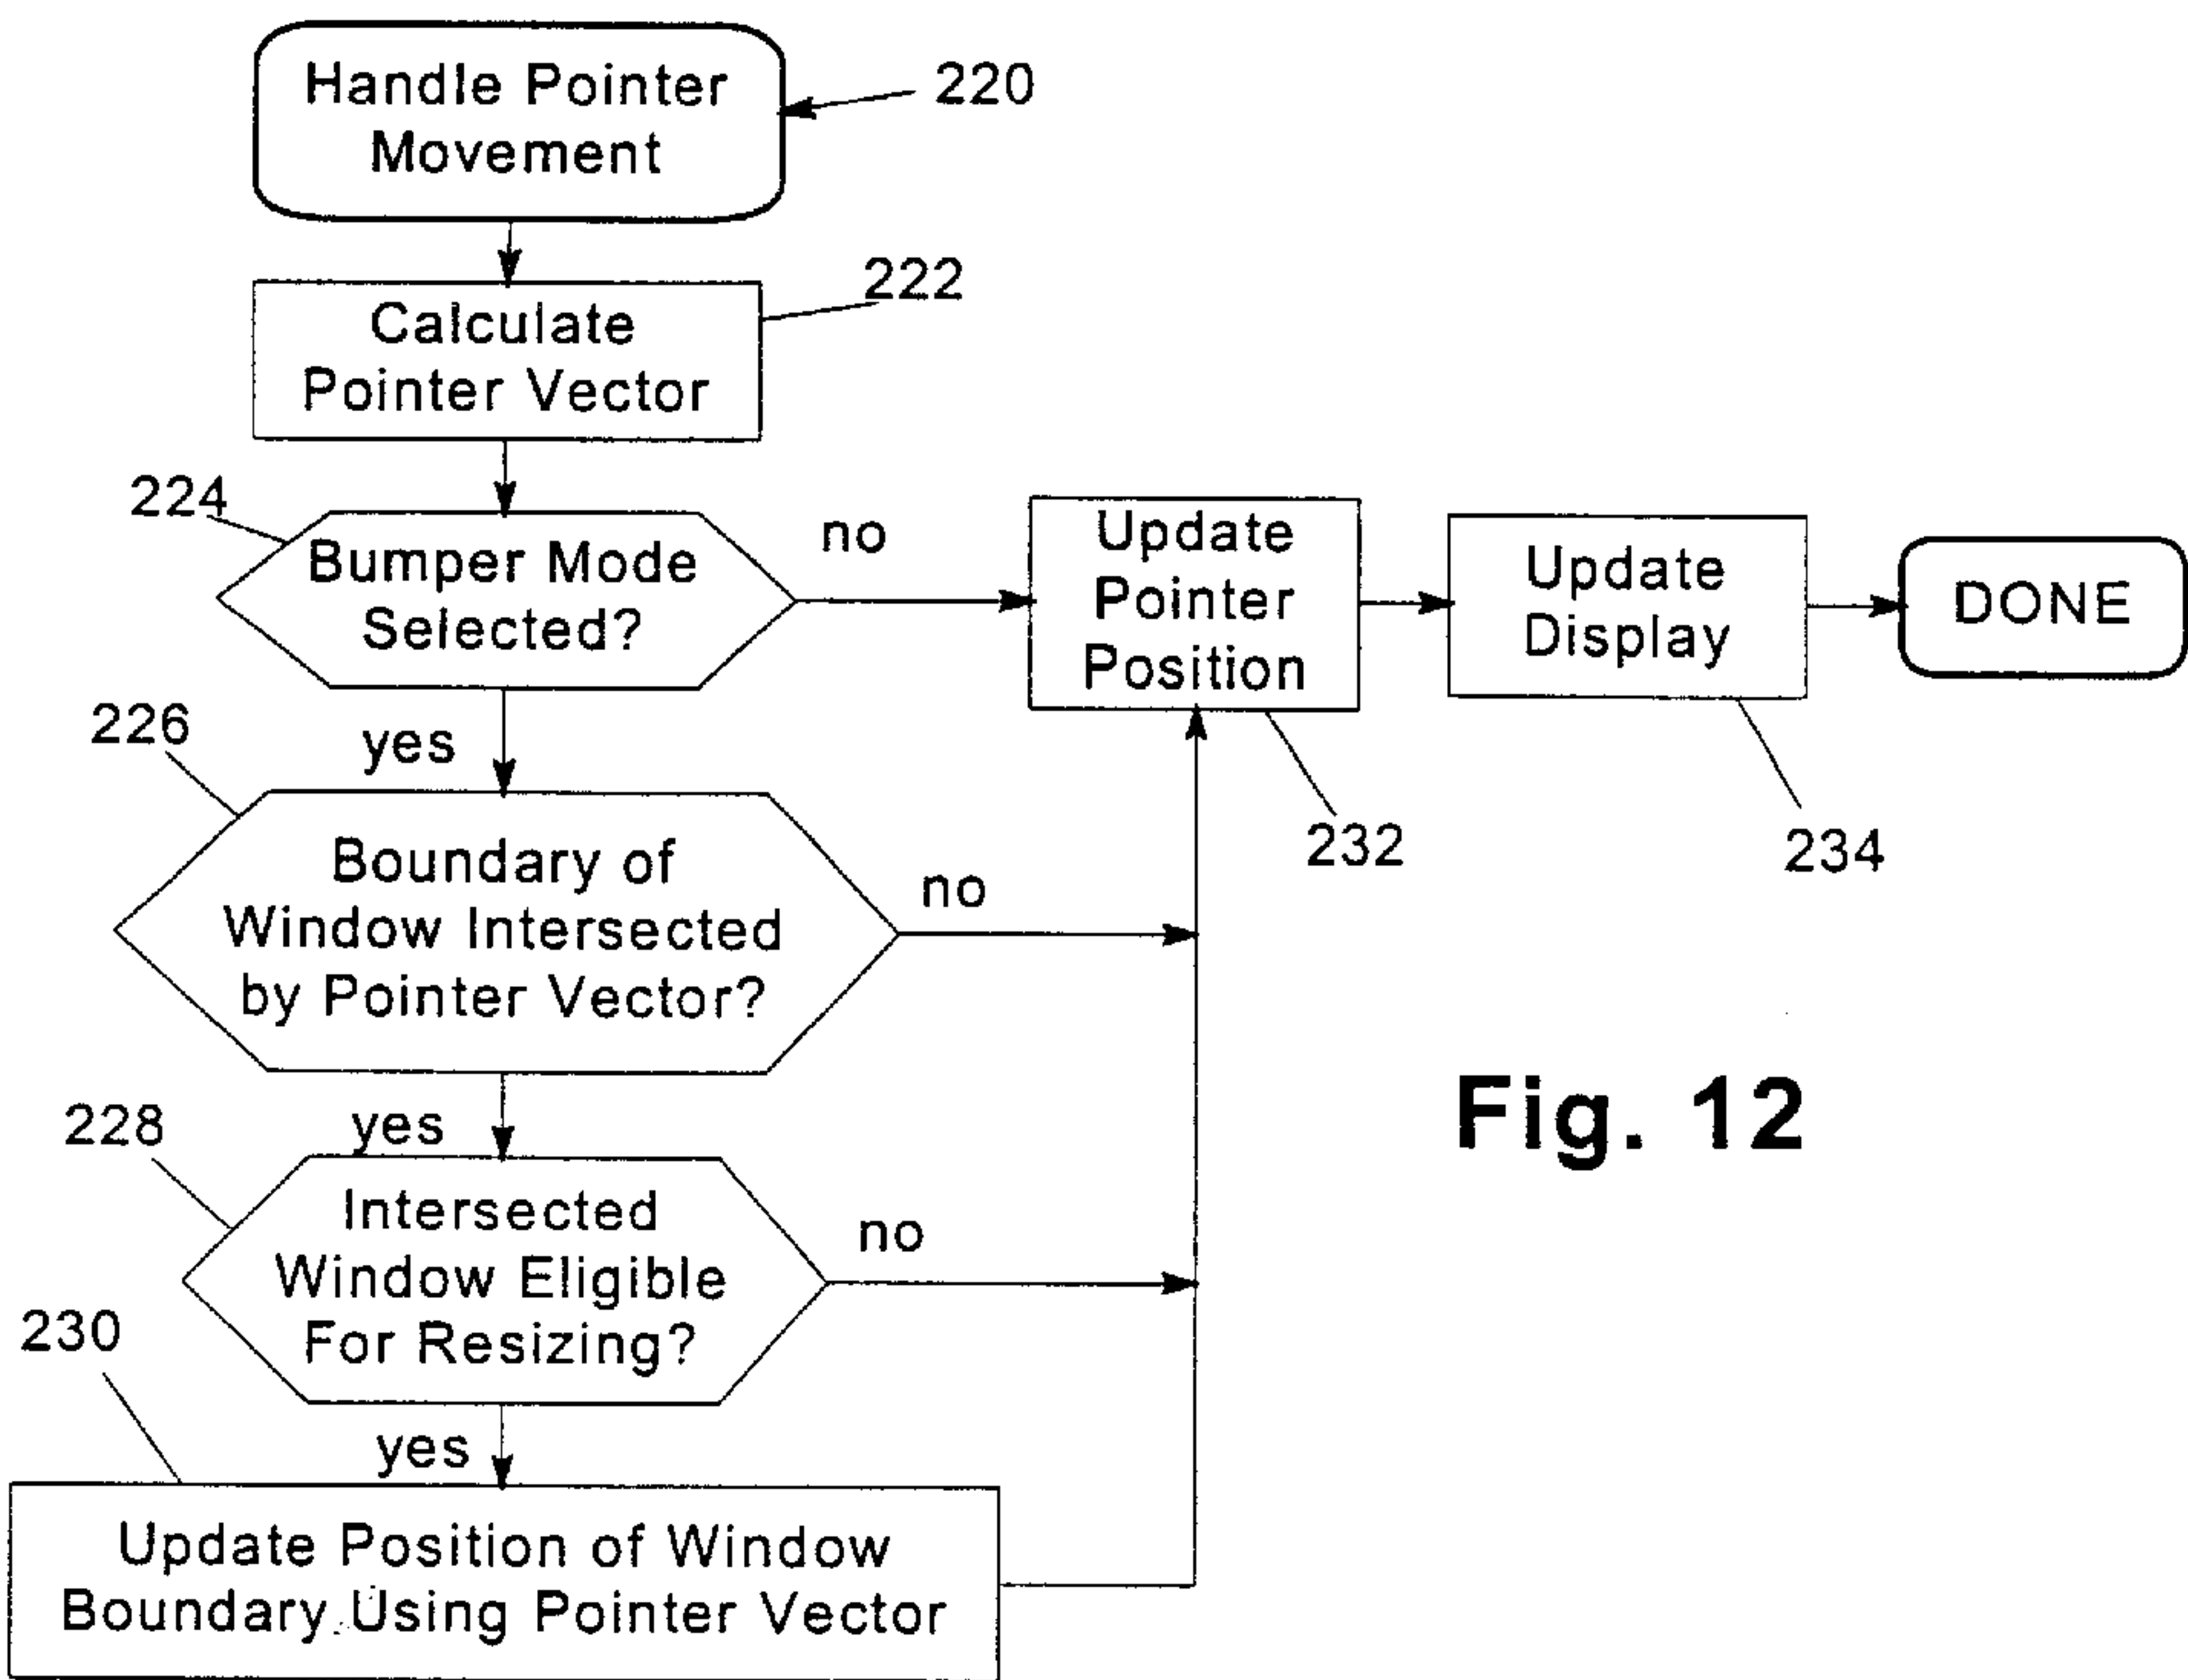 Handle Pointer
Movement
220
Calculate
Pointer Vector
222
224
Bumper Mode
Selected?
no
yes
Update
Pointer
Position
232
Update
Display
234
DONE
226
Boundary of
Window Intersected
by Pointer Vector?
no
yes
228
Intersected
Window Eligible
For Resizing?
no
yes
230
Update Position of Window
Boundary Using Pointer Vector
Fig. 12